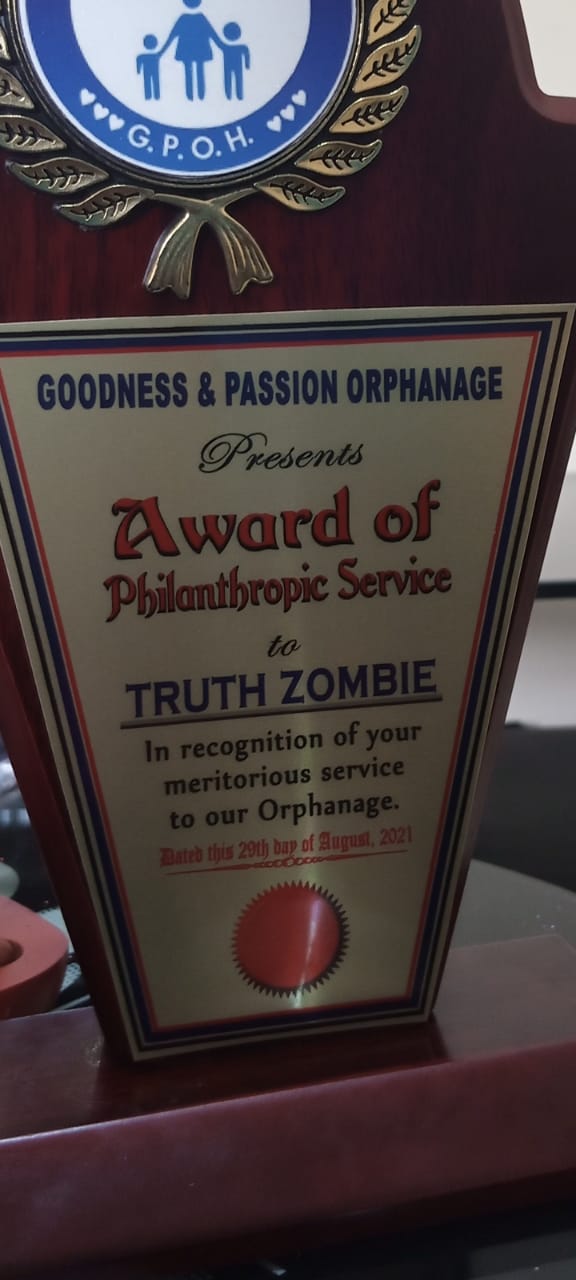 G.P.O.H.
GOODNESS & PASSION ORPHANAGE
Presents
Award of
Philanthropic Service
to
TRUTH ZOMBIE
In recognition of your
meritorious service
to our Orphanage.
Dated this 29th day of August, 2021